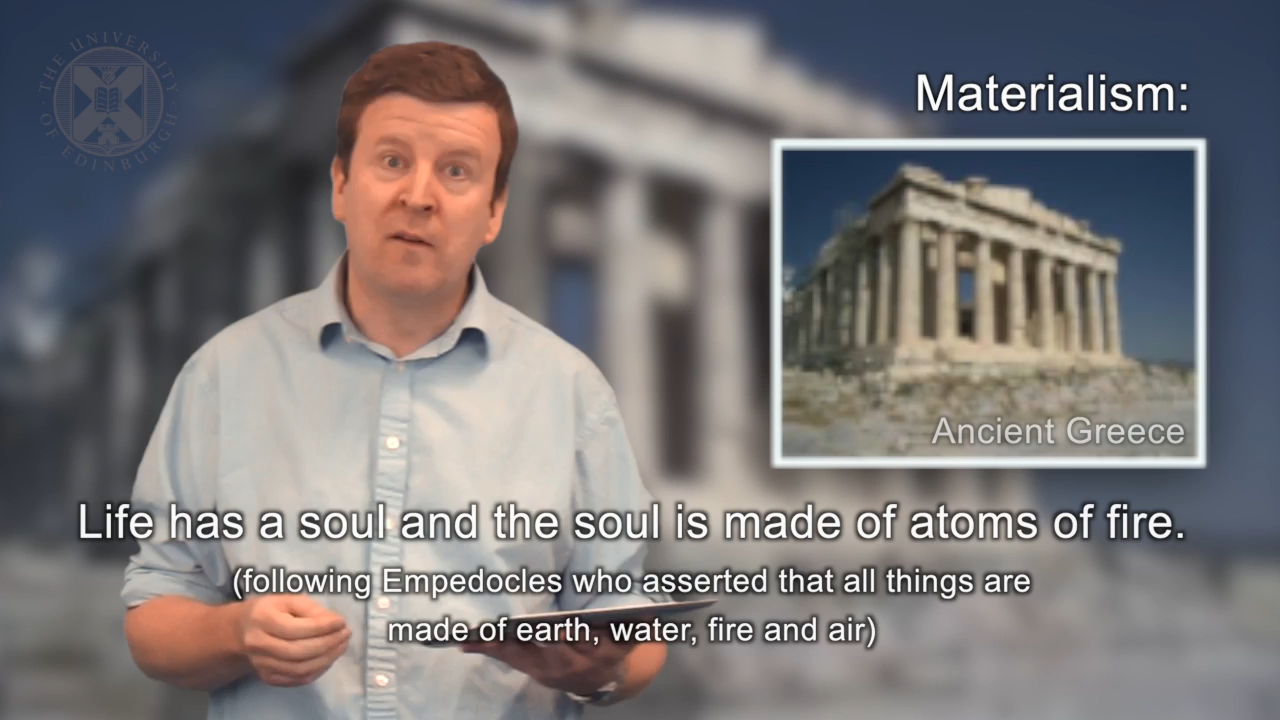 THE UNIVERSITY OF EDINBURGH
Materialism:
Ancient Greece
Life has a soul and the soul is made of atoms of fire.
(following Empedocles who asserted that all things are
made of earth, water, fire and air)